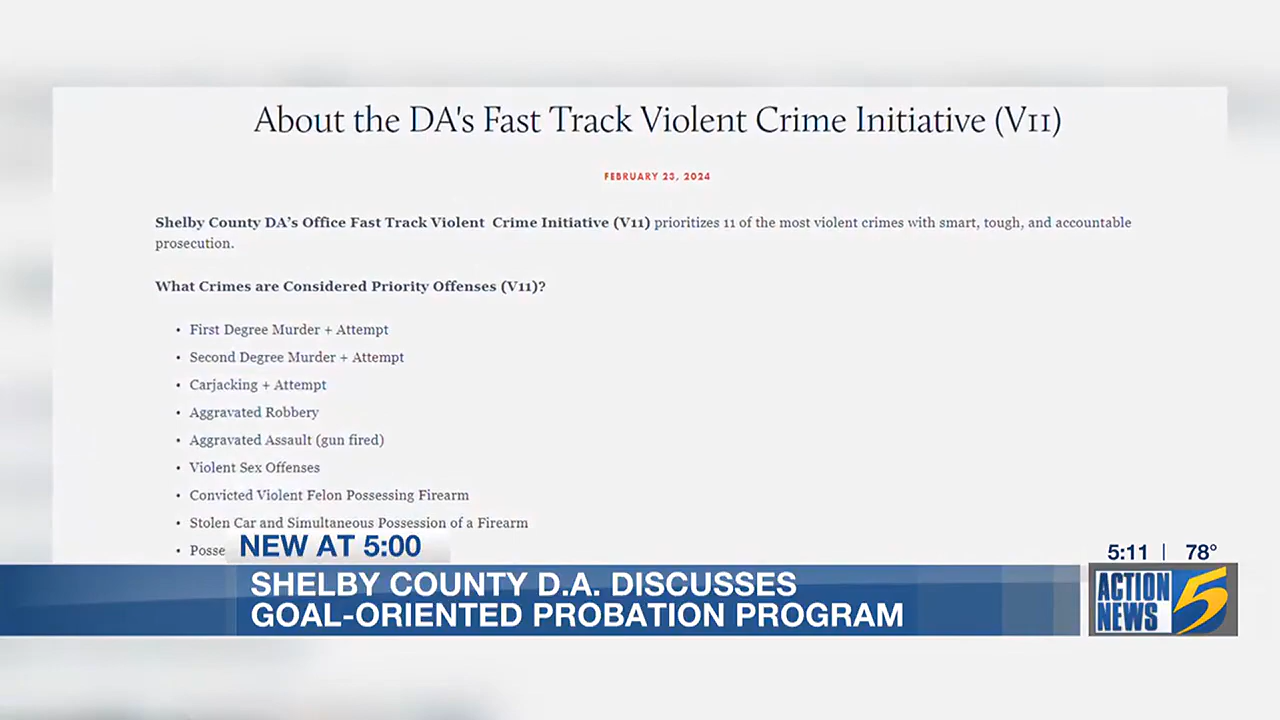 About the DA's Fast Track Violent Crime Initiative (V11)
FEBRUARY 23, 2024
Shelby County DA’s Office Fast Track Violent Crime Initiative (V11) prioritizes 11 of the most violent crimes with smart, tough, and accountable
prosecution.
What Crimes are Considered Priority Offenses (V11)?
• First Degree Murder + Attempt
• Second Degree Murder + Attempt
• Carjacking + Attempt
• Aggravated Robbery
• Aggravated Assault (gun fired)
• Violent Sex Offenses
• Convicted Violent Felon Possessing Firearm
• Stolen Car and Simultaneous Possession of a Firearm
• Posse
NEW AT 5:00
SHELBY COUNTY D.A. DISCUSSES
GOAL-ORIENTED PROBATION PROGRAM
5:11 | 78°
ACTION
NEWS 5